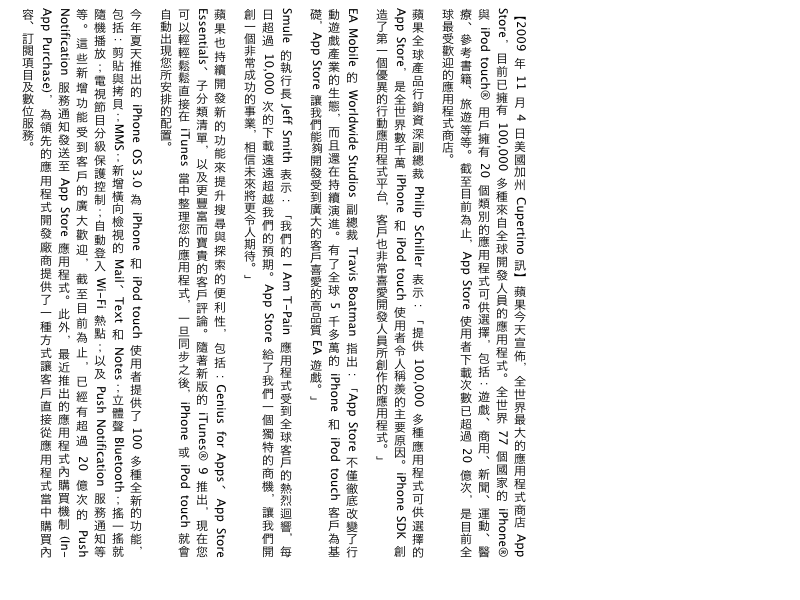 【2009 年 11 月 4 日美國加州 Cupertino 訊】 蘋果今天宣佈，全世界最大的應用程式商店 App
Store，目前已擁有 100,000 多種來自全球開發人員的應用程式。全世界 77 個國家的 iPhone®
與 iPod touch® 用戶擁有 20 個類別的應用程式可供選擇，包括：遊戲、商用、新聞、運動、醫
療、參考書籍、旅遊等等。截至目前為止，App Store 使用者下載次數已超過 20 億次，是目前全
球最受歡迎的應用程式商店。
蘋果全球產品行銷資深副總裁 Philip Schiller 表示：「提供 100,000 多種應用程式可供選擇的
App Store，是全世界數千萬 iPhone 和 iPod touch 使用者令人稱羨的主要原因。iPhone SDK 創
造了第一個優異的行動應用程式平台，客戶也非常喜愛開發人員所創作的應用程式。」
EA Mobile 的 Worldwide Studios 副總裁 Travis Boatman 指出：「App Store 不僅徹底改變了行
動遊戲產業的生態，而且還在持續演進。有了全球 5 千多萬的 iPhone 和 iPod touch 客戶為基
礎，App Store 讓我們能夠開發受到廣大的客戶喜愛的高品質 EA 遊戲。」
Smule 的執行長 Jeff Smith 表示：「我們的 I Am T-Pain 應用程式受到全球客戶的熱烈迴響，每
日超過 10,000 次的下載遠遠超越我們的預期。App Store 給了我們一個獨特的商機，讓我們開
創一個非常成功的事業，相信未來將更令人期待。」
蘋果也持續開發新的功能來提升搜尋與探索的便利性，包括：Genius for Apps、App Store
Essentials、子分類清單，以及更豐富而寶貴的客戶評論。隨著新版的 iTunes® 9 推出，現在您
可以輕輕鬆鬆直接在 iTunes 當中整理您的應用程式，一旦同步之後，iPhone 或 iPod touch 就會
自動出現您所安排的配置。
今年夏天推出的 iPhone OS 3.0 為 iPhone 和 iPod touch 使用者提供了 100 多種全新的功能，
包括：剪貼與拷貝；MMS；新增橫向檢視的 Mail、Text 和 Notes；立體聲 Bluetooth；搖一搖就
隨機播放；電視節目分級保護控制；自動登入 Wi-Fi 熱點；以及 Push Notification 服務通知等
等。這些新增功能受到客戶的廣大歡迎，截至目前為止，已經有超過 20 億次的 Push
Notification 服務通知發送至 App Store 應用程式。此外，最近推出的應用程式內購買機制 (In-
App Purchase)，為領先的應用程式開發廠商提供了一種方式讓客戶直接從應用程式當中購買內
容、訂閱項目及數位服務。